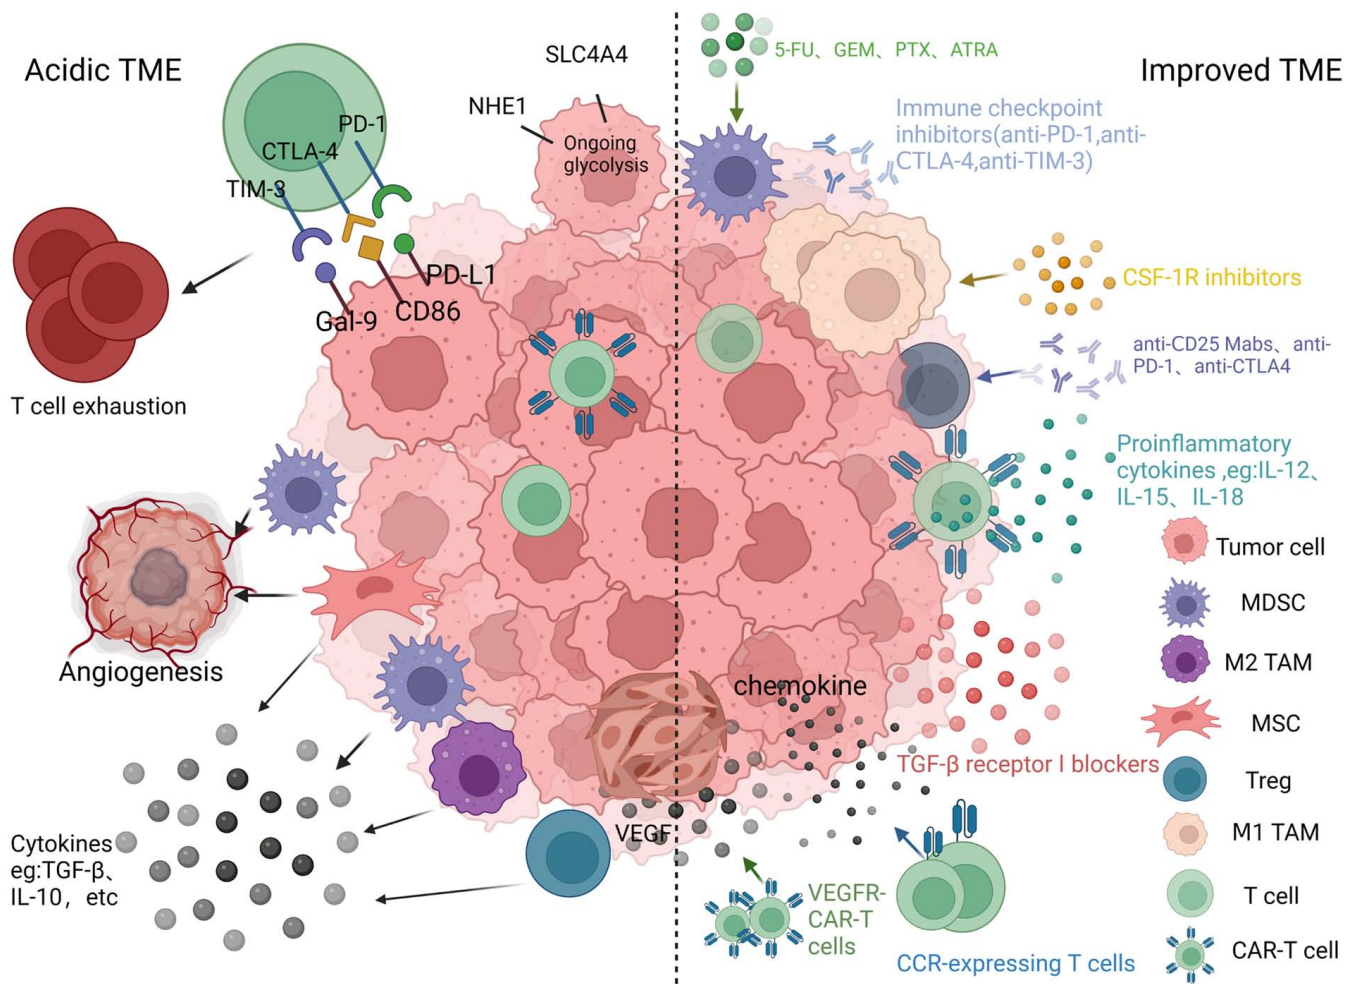 Acidic TME
SLC4A4
NHE1
Ongoing
glycolysis
PD-1
CTLA-4
TIM-3
PD-L1
CD86
Gal-9
T cell exhaustion
Angiogenesis
Cytokines
eg:TGF-β、
IL-10，etc
VEGF
5-FU、GEM、PTX、ATRA
Improved TME
Immune checkpoint
inhibitors(anti-PD-1,anti-
CTLA-4,anti-TIM-3)
CSF-1R inhibitors
anti-CD25 Mabs、anti-
PD-1、anti-CTLA4
Proinflammatory
cytokines ,eg:IL-12、
IL-15、IL-18
chemokine
TGF-β receptor I blockers
VEGFR-
CAR-T
cells
CCR-expressing T cells
Tumor cell
MDSC
M2 TAM
MSC
Treg
M1 TAM
T cell
CAR-T cell